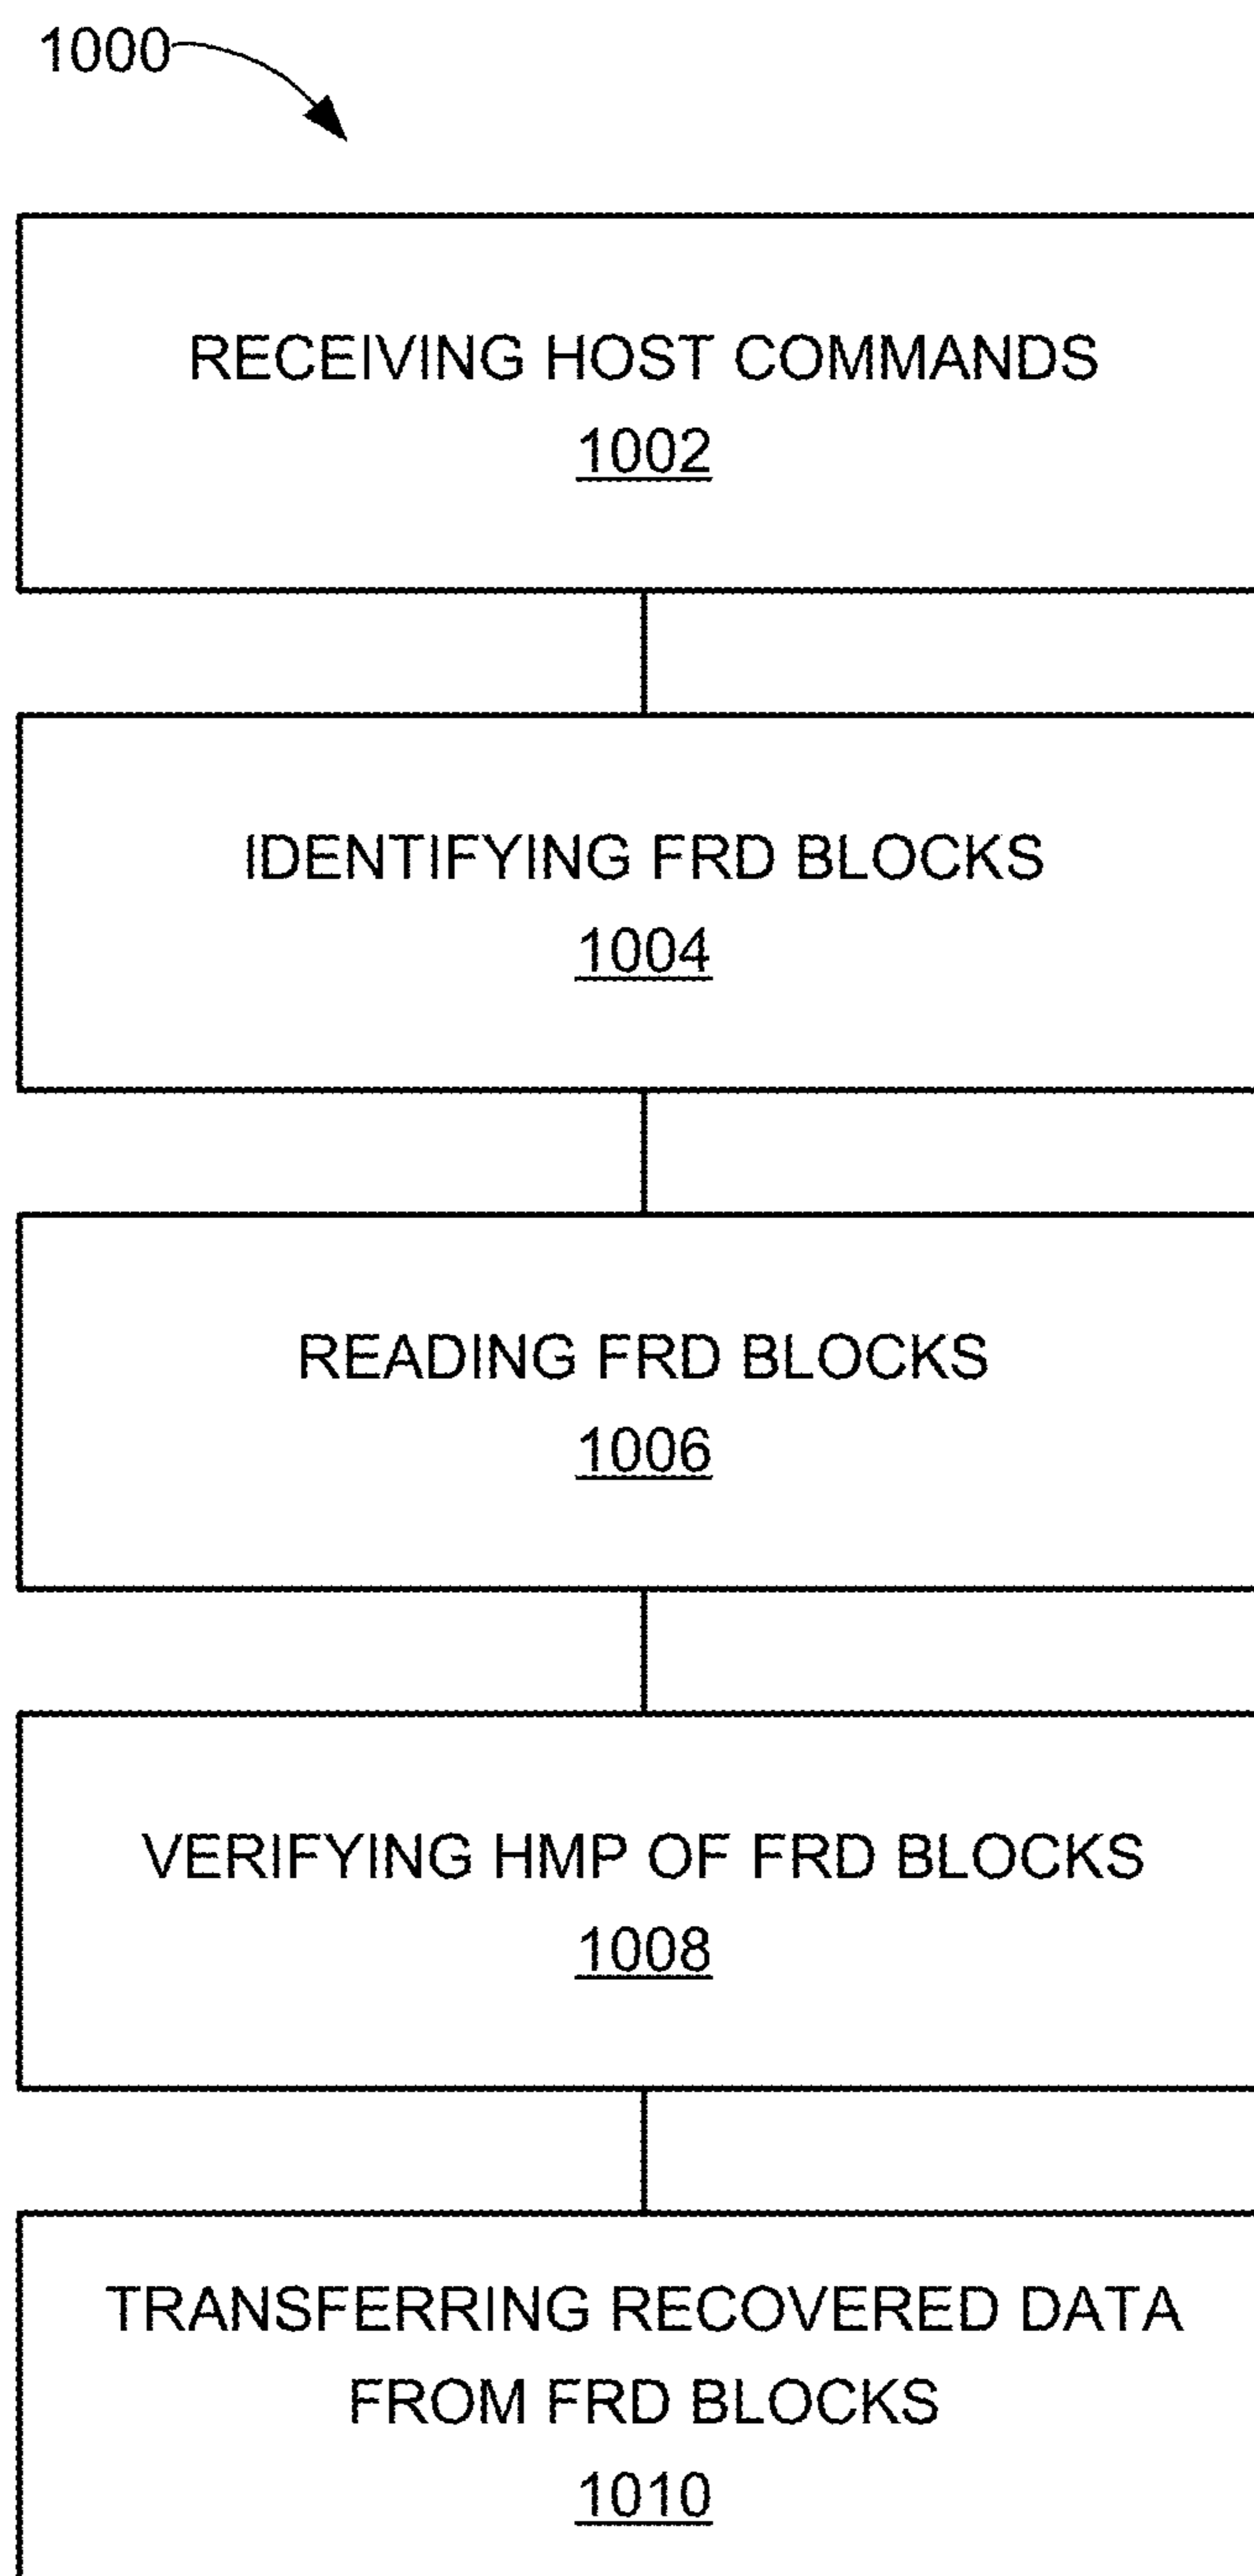 1000
RECEIVING HOST COMMANDS
1002
IDENTIFYING FRD BLOCKS
1004
READING FRD BLOCKS
1006
VERIFYING HMP OF FRD BLOCKS
1008
TRANSFERRING RECOVERED DATA
FROM FRD BLOCKS
1010